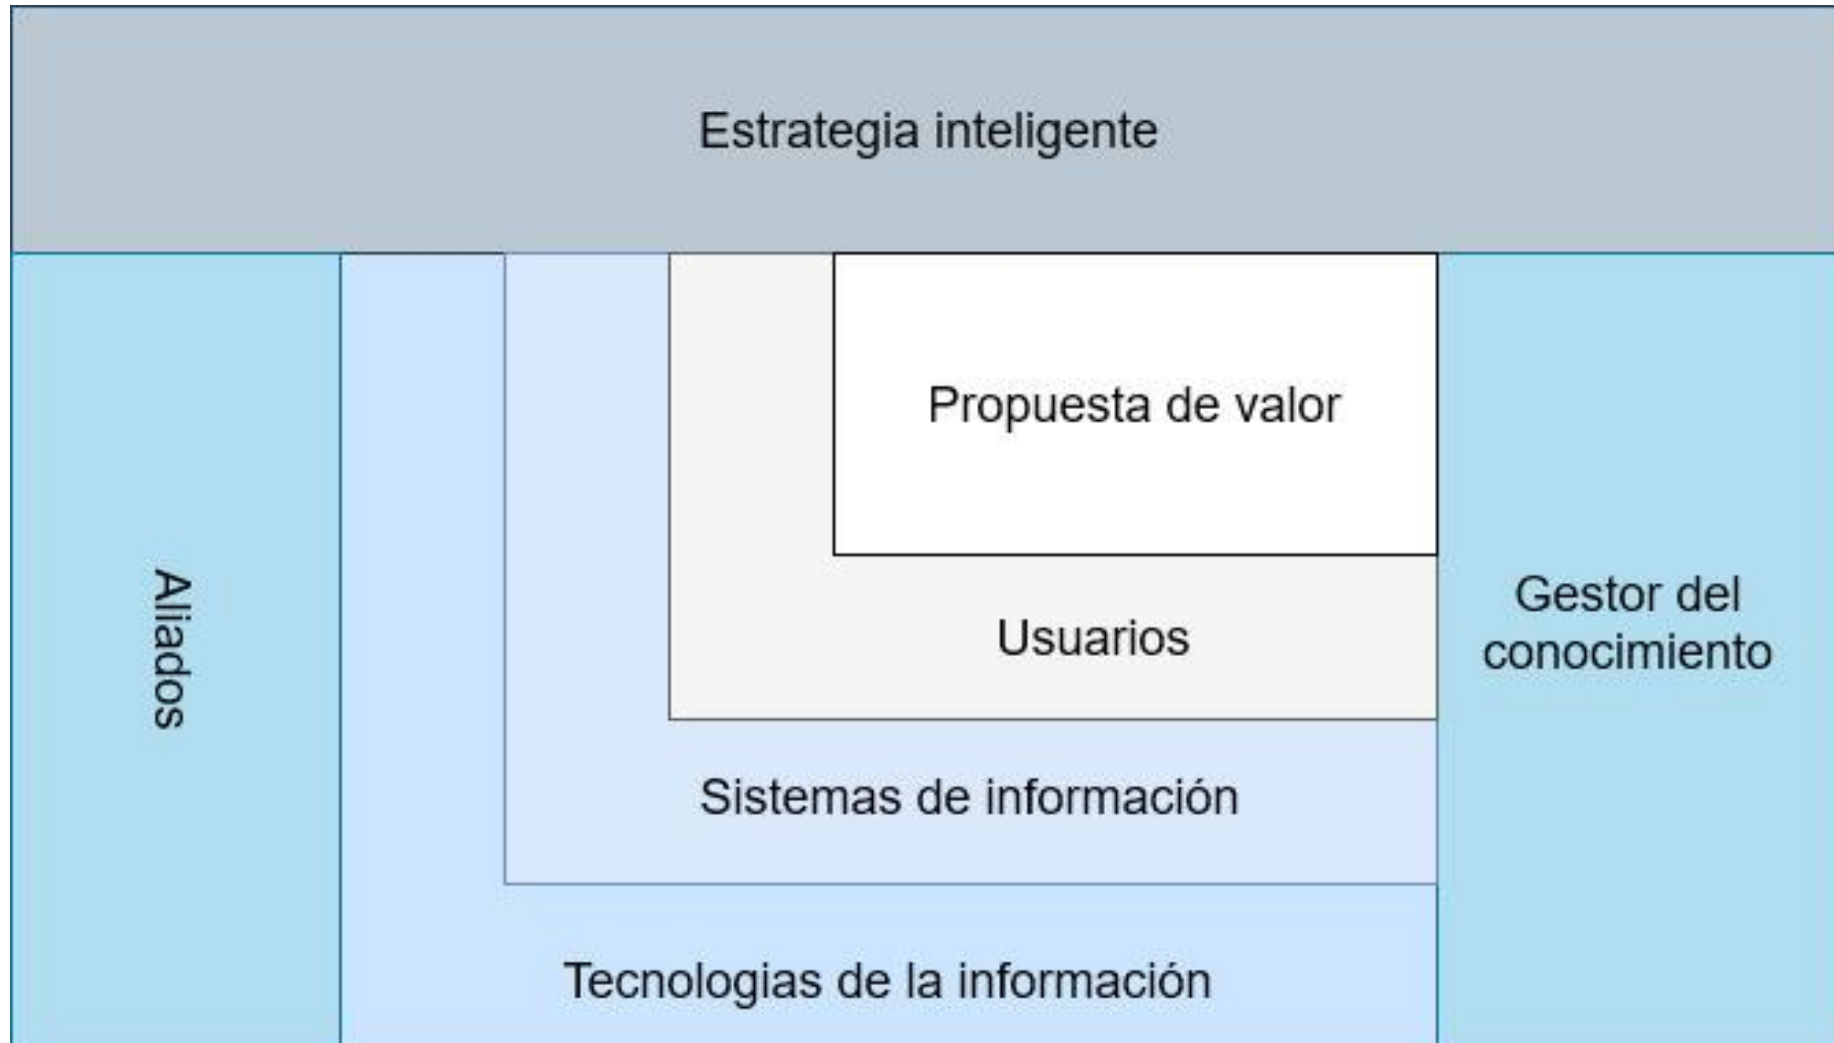 Estrategia inteligente
Propuesta de valor
Aliados
Usuarios
Gestor del
conocimiento
Sistemas de información
Tecnologias de la información